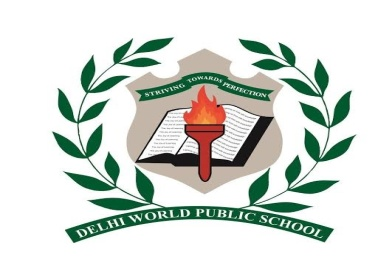 STRIVING TOWARDS PERFECTION
DELHI WORLD PUBLIC SCHOOL